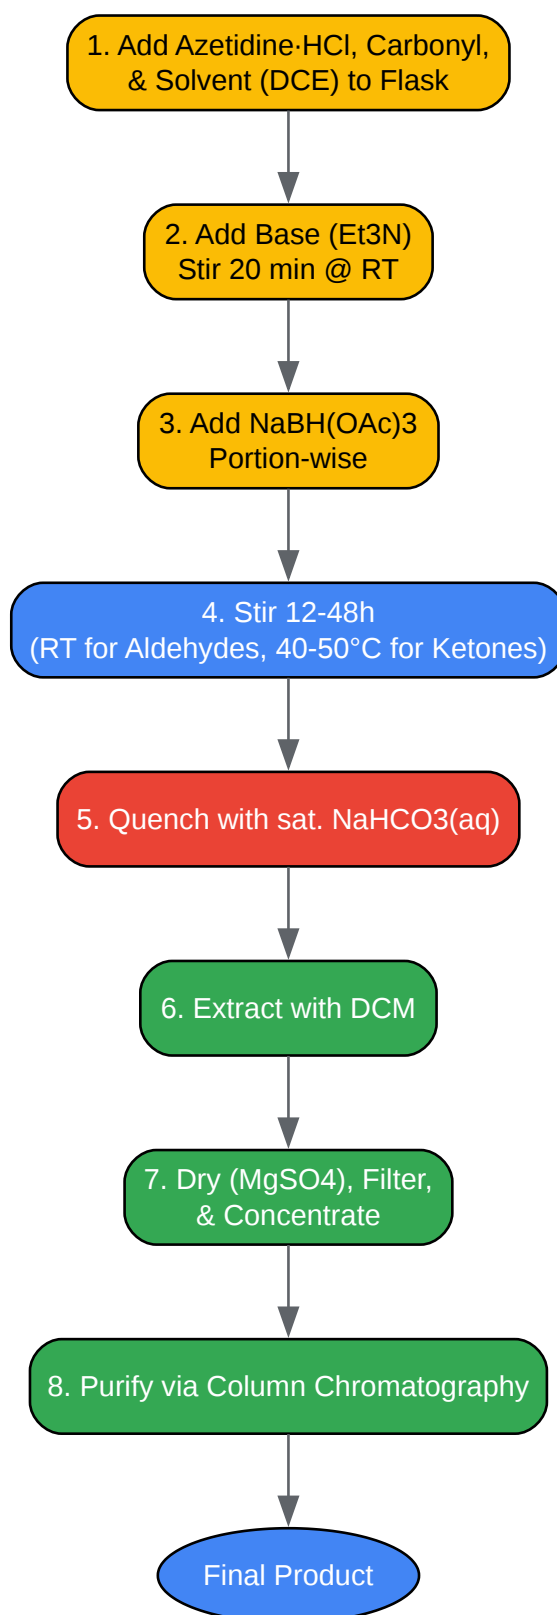 1. Add Azetidine·HCl, Carbonyl,
& Solvent (DCE) to Flask
2. Add Base (Et3N)
Stir 20 min @ RT
3. Add NaBH(OAc)3
Portion-wise
4. Stir 12-48h
(RT for Aldehydes, 40-50°C for Ketones)
5. Quench with sat. NaHCO3(aq)
6. Extract with DCM
7. Dry (MgSO4), Filter,
& Concentrate
8. Purify via Column Chromatography
Final Product